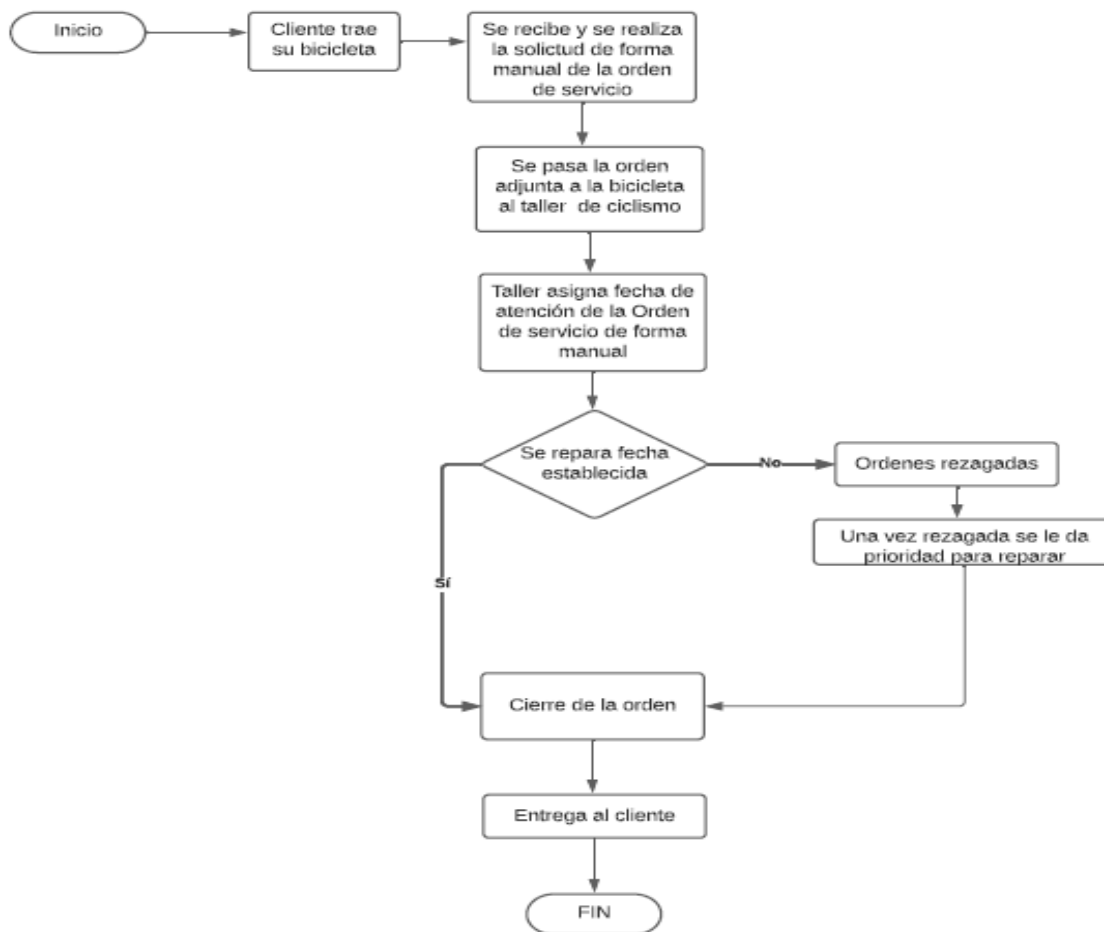 Inicio
Cliente trae
su bicicleta
Se recibe y se realiza
la solictud de forma
manual de la orden
de servicio
Se pasa la orden
adjunta a la bicicleta
al taller de ciclismo
Taller asigna fecha de
atención de la Orden
de servicio de forma
manual
Se repara fecha
establecida
No
Ordenes rezagadas
Una vez rezagada se le da
prioridad para reparar
Sí
Cierre de la orden
Entrega al cliente
FIN